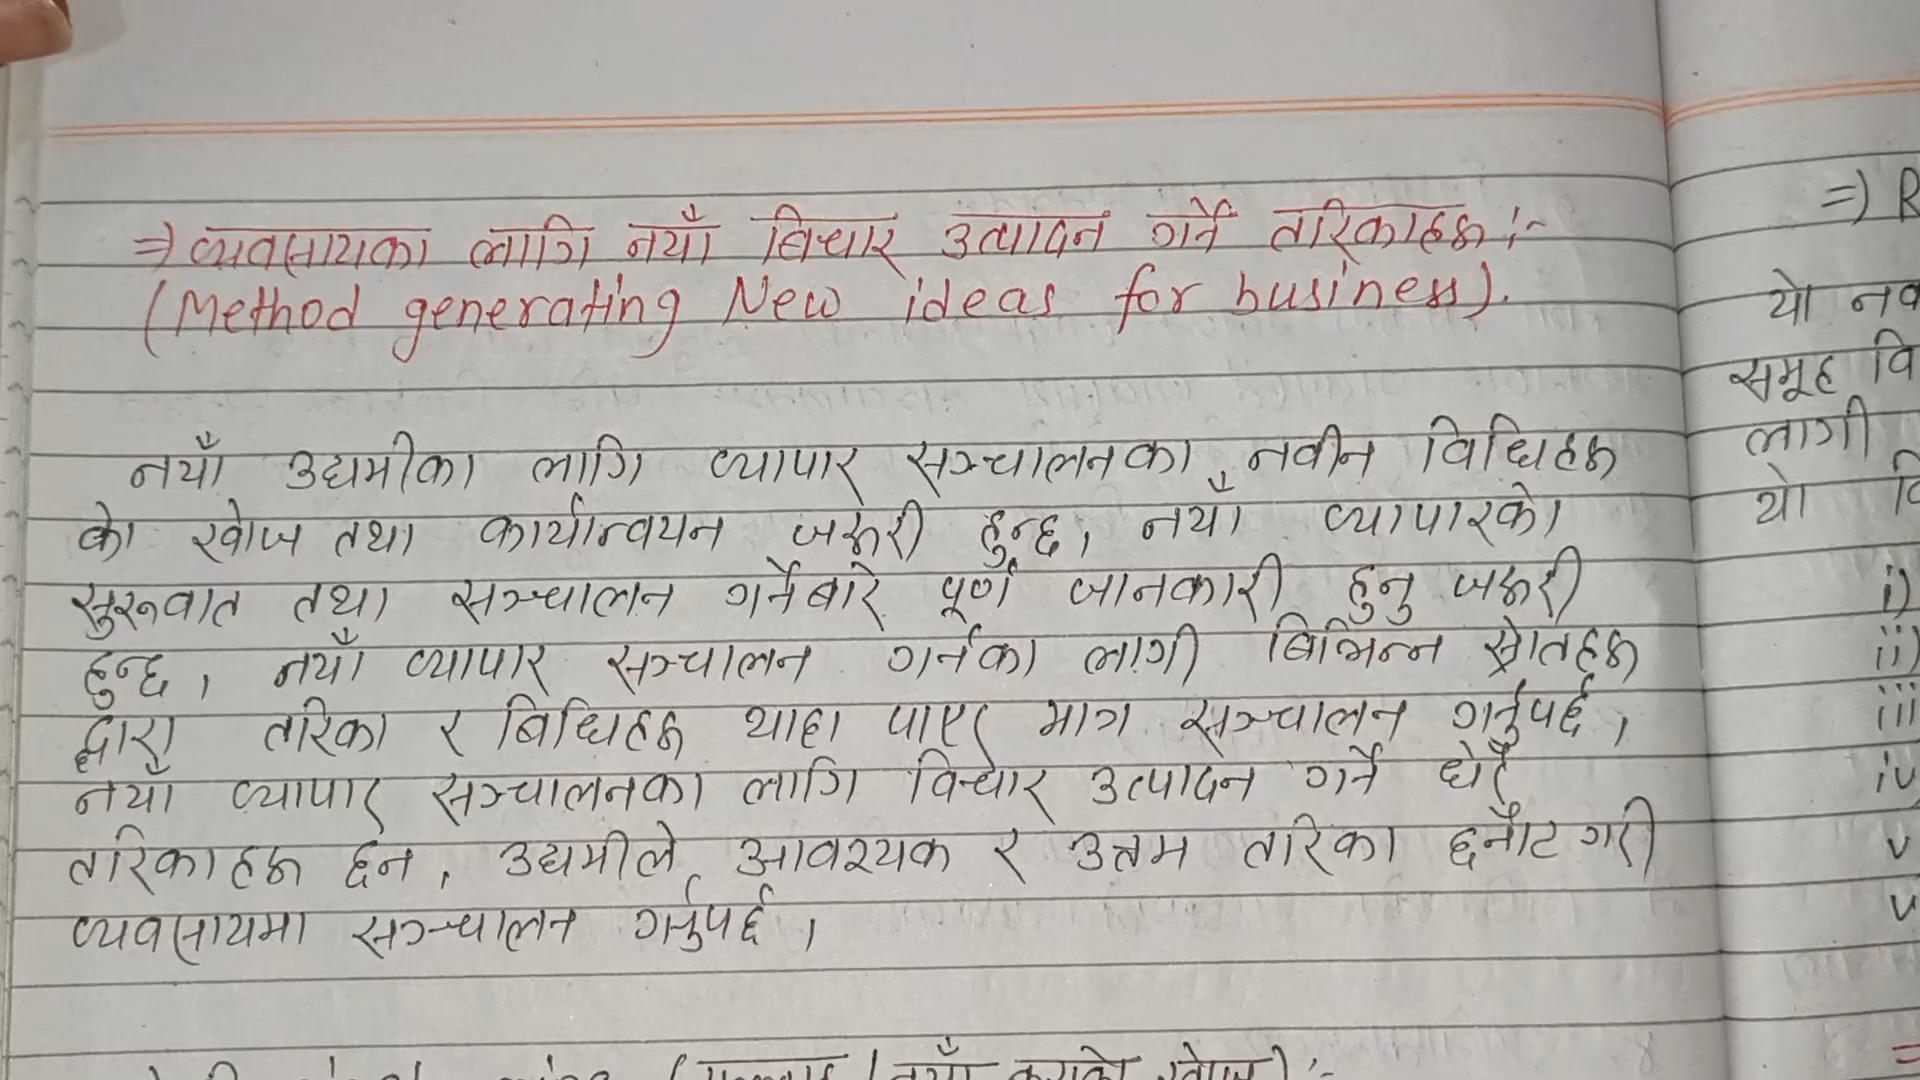 => व्यवसायका लागि नयाँ विचार उत्पादन गर्ने तरिकाहरू :-
(Method generating New ideas for business).
नयाँ उद्यमीका लागि व्यापार सञ्चालनका नवीन विधिहरू
को खोज तथा कार्यान्वयन जरूरी हुन्छ। नयाँ व्यापारको
सुरूवात तथा सञ्चालन गर्नेबारे पूर्ण जानकारी हुनु जरूरी
हुन्छ। नयाँ व्यापार सञ्चालन गर्नका लागी बिभिन्न स्रोतहरू
द्वारा तरिका र बिधिहरू थाहा पाएर मात्र सञ्चालन गर्नुपर्छ।
नयाँ व्यापार सञ्चालनका लागि विचार उत्पादन गर्ने धेरै
तरिकाहरू छन। उद्यमीले आवश्यक र उत्तम तरिका छनौट गरी
व्यवसायमा सञ्चालन गर्नुपर्छ।
=> R
यो नव
समूह वि
लागी
यो वि
i)
ii)
iii
iv
v